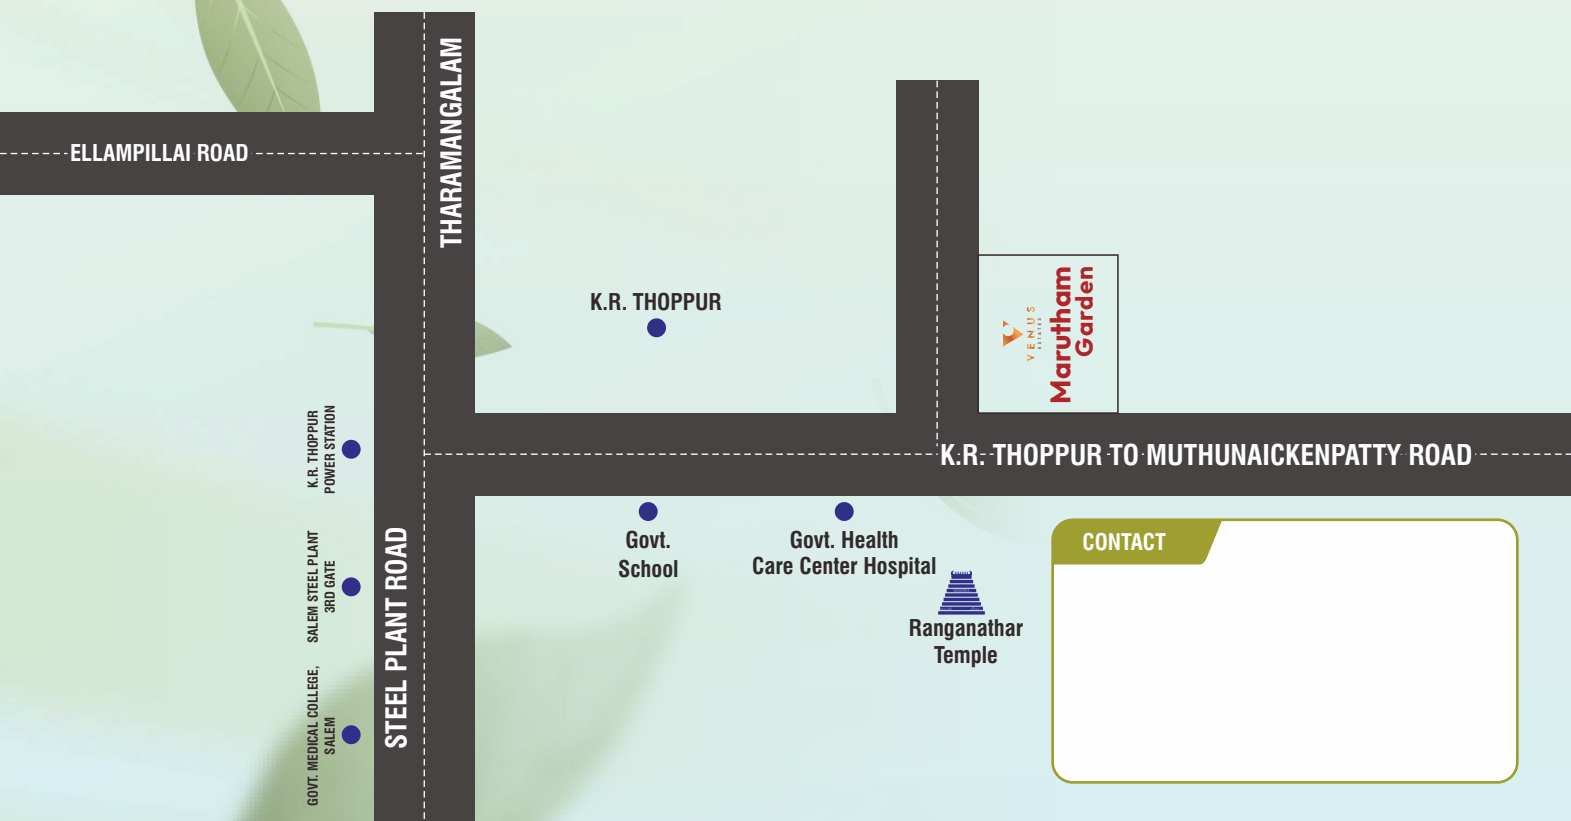 THARAMANGALAM
ELLAMPILLAI ROAD
K.R. THOPPUR
VENUS
ESTATES
Marutham
Garden
K.R. THOPPUR
POWER STATION
K.R. THOPPUR TO MUTHUNAICKENPATTY ROAD
SALEM STEEL PLANT
3RD GATE
STEEL PLANT ROAD
Govt.
School
Govt. Health
Care Center Hospital
CONTACT
Ranganathar
Temple
GOVT. MEDICAL COLLEGE,
SALEM